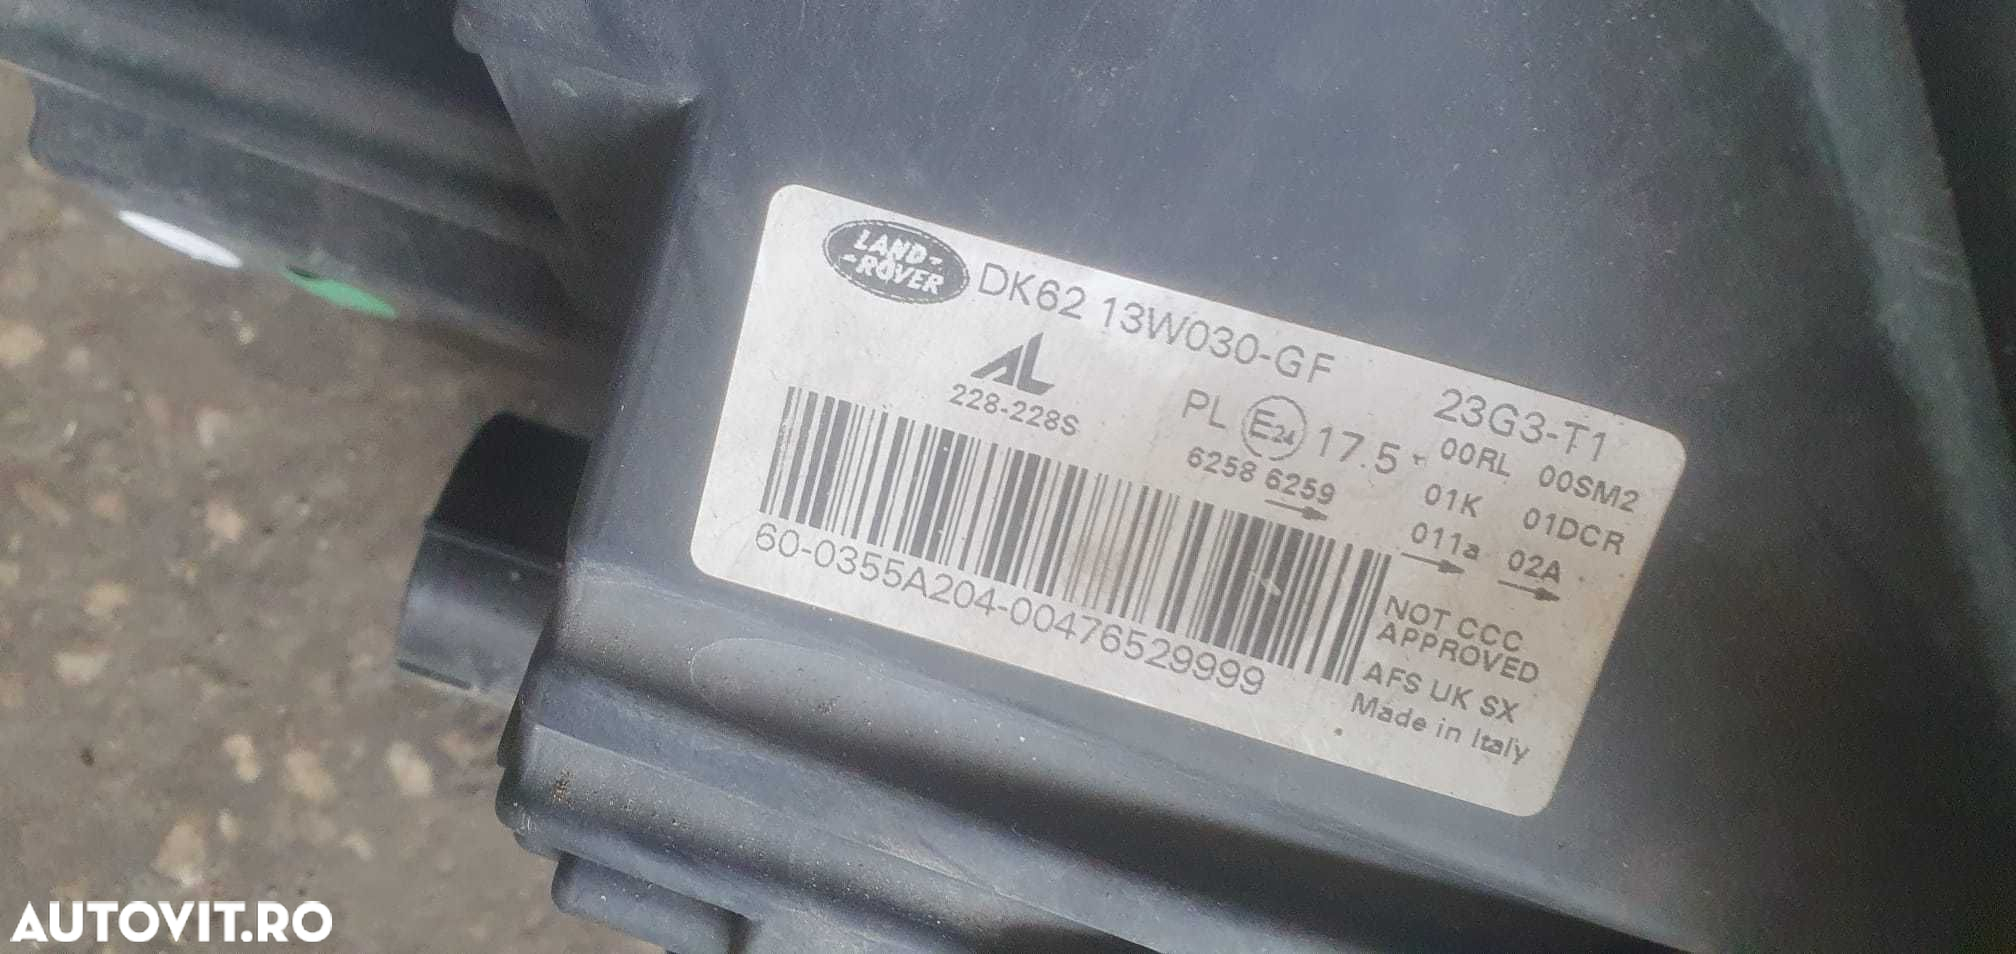 LAND-
-ROVER
DK62 13W030-GF 23G3-T1
AL
228-228S
PL E24 17.5
6258 6259
00RL 00SM2
01K 01DCR
011a 02A
60-0355A204-00476529999
NOT CCC
APPROVED
AFS UK SX
Made in Italy
AUTOVIT.RO